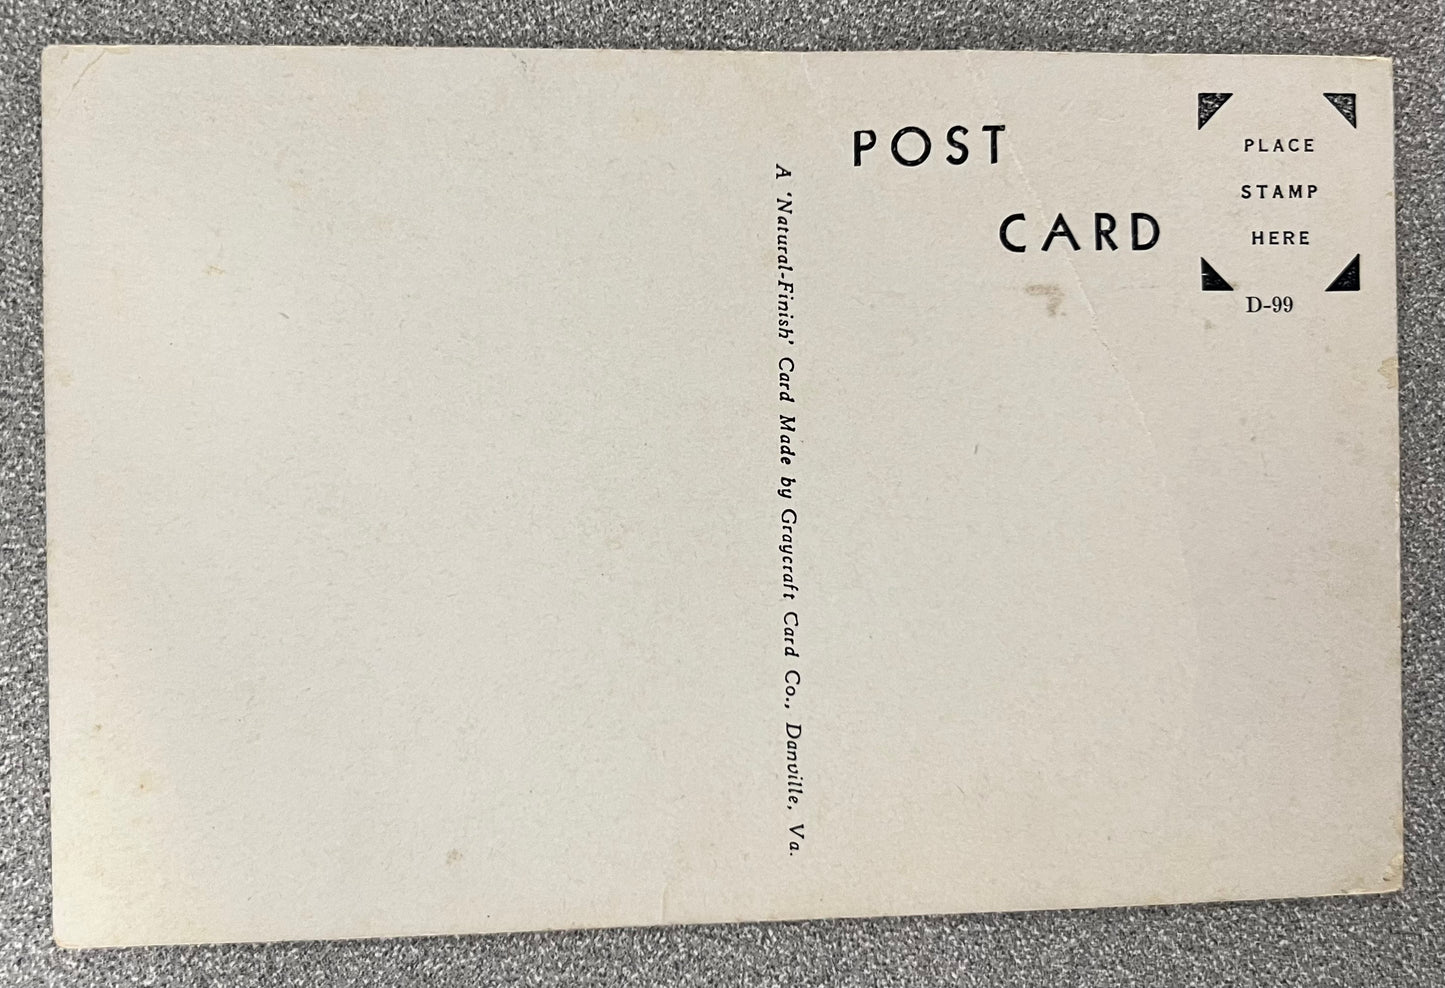 POST
CARD
PLACE
STAMP
HERE
D-99
A 'Natural-Finish' Card Made by Graycraft Card Co., Danville, Va.